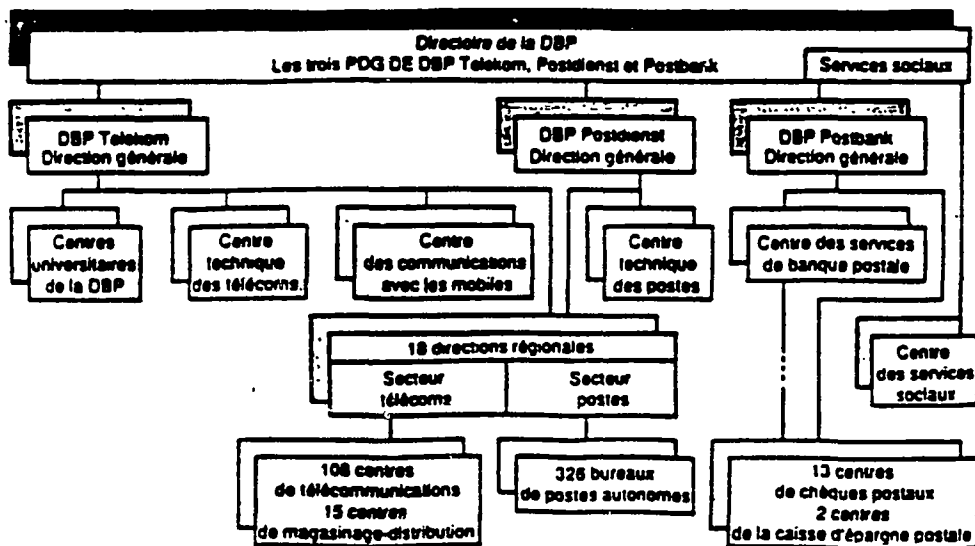 Directoire de la DBP
Les trois PDG DE DBP Telekom, Postdienst et Postbank
Services sociaux
DBP Telekom
Direction générale
DBP Postdienst
Direction générale
DBP Postbank
Direction générale
Centres
universitaires
de la DBP
Centre
technique
des télécoms.
Centre
des communications
avec les mobiles
Centre
technique
des postes
Centre des services
de banque postale
18 directions régionales
Secteur
télécoms
Secteur
postes
Centre
des services
sociaux
108 centres
de télécommunications
15 centres
de magasinage-distribution
326 bureaux
de postes autonomes
13 centres
de chèques postaux
2 centres
de la caisse d'épargne postale